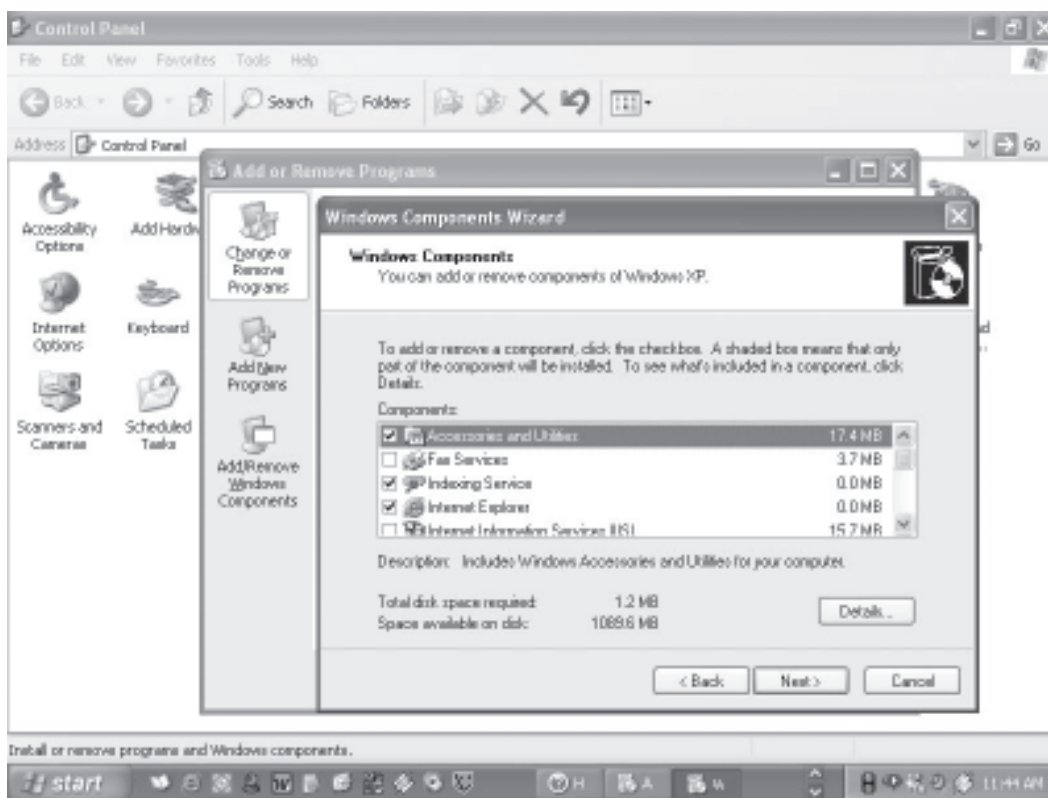 Control Panel
File Edit View Favorites Tools Help
Back Search Folders
Address Control Panel Go
Accessibility Options
Add Hardw
Internet Options
Keyboard
Scanners and Cameras
Scheduled Tasks
Add or Remove Programs
Change or Remove Programs
Add New Programs
Add/Remove Windows Components
Windows Components Wizard
Windows Components
You can add or remove components of Windows XP.
To add or remove a component, click the checkbox. A shaded box means that only
part of the component will be installed. To see what's included in a component, click
Details.
Components:
Accessories and Utilities 17.4 MB
Fax Services 3.7 MB
Indexing Service 0.0 MB
Internet Explorer 0.0 MB
Internet Information Services (IIS) 15.7 MB
Description: Includes Windows Accessories and Utilities for your computer.
Total disk space required: 1.2 MB
Space available on disk: 1089.6 MB
Details...
< Back Next > Cancel
Install or remove programs and Windows components.
start H A W 11:44 AM